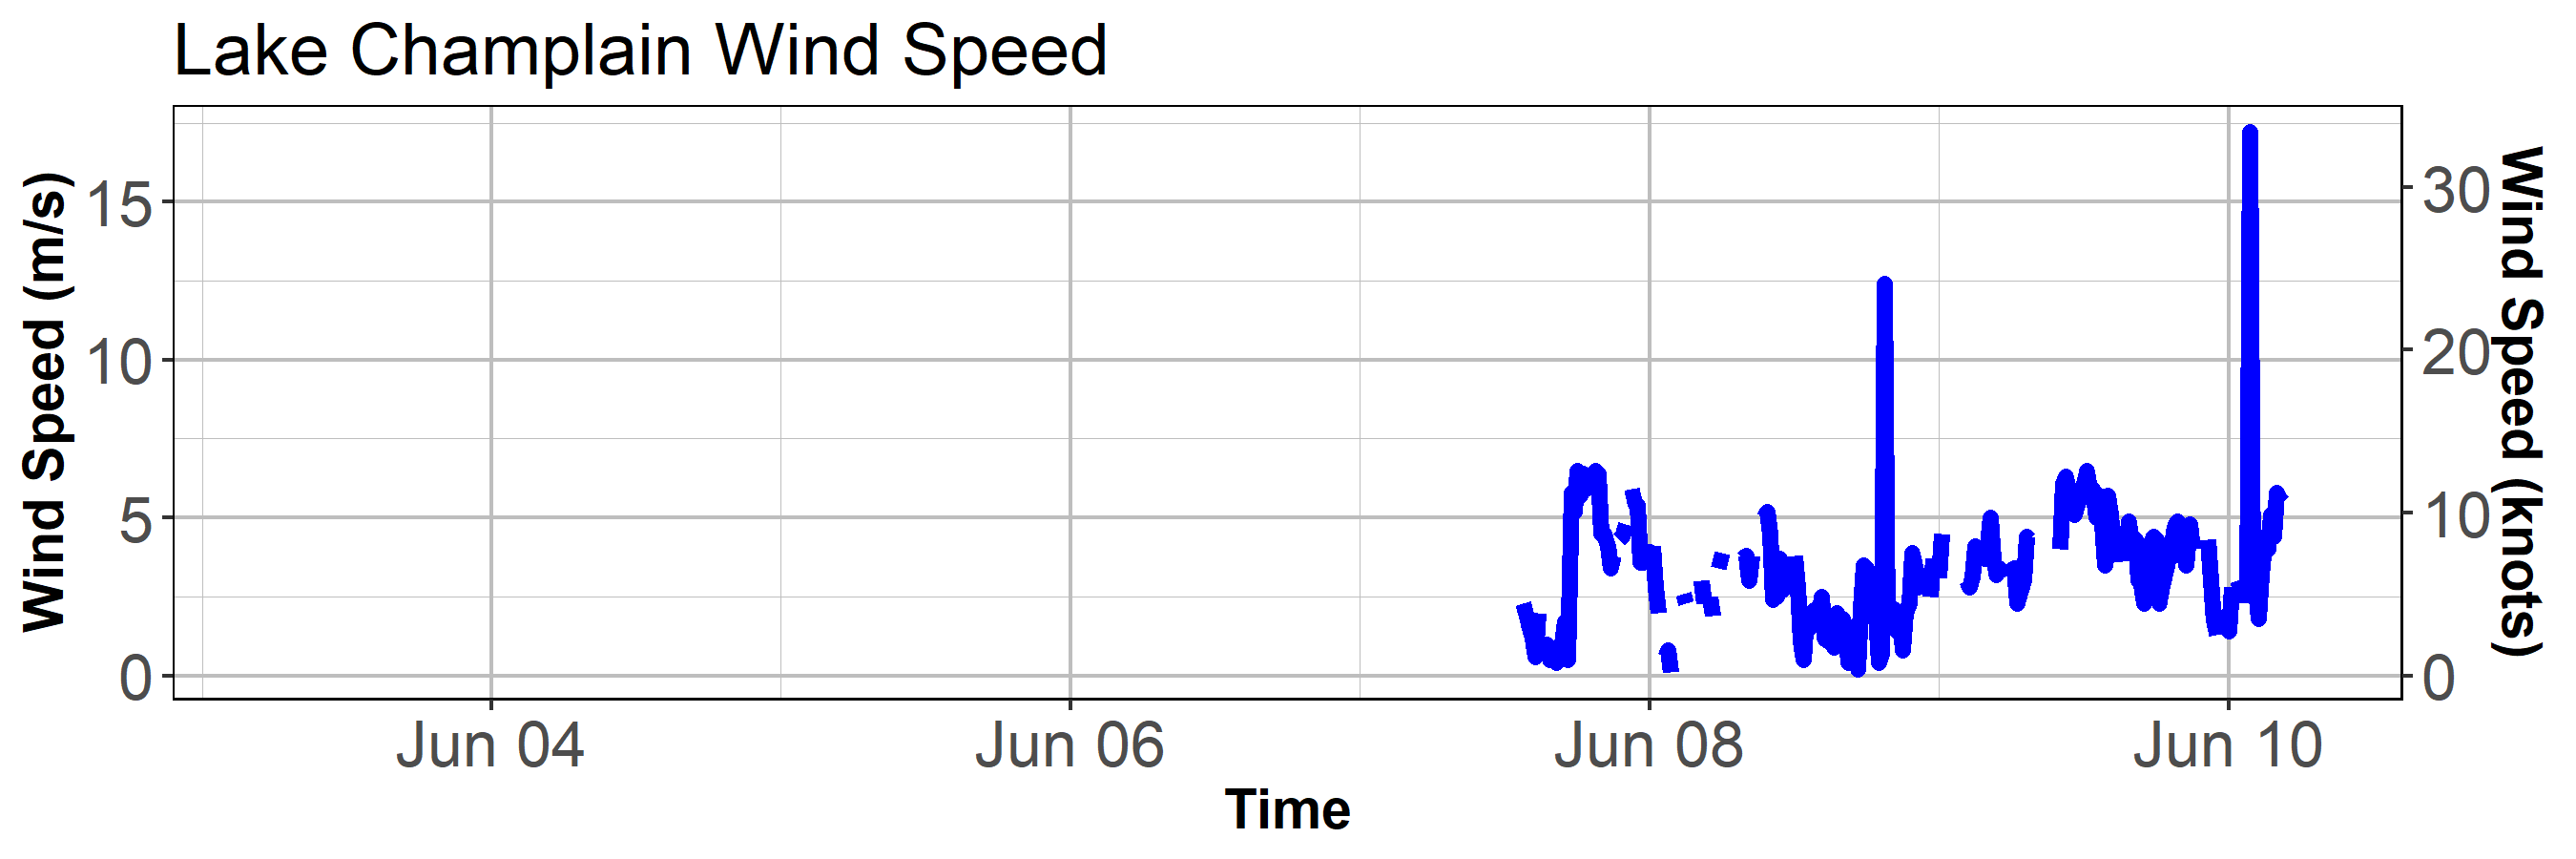 Lake Champlain Wind Speed
Wind Speed (m/s)
15
10
5
0
30
20
10
0
Wind Speed (knots)
Jun 04
Jun 06
Jun 08
Jun 10
Time